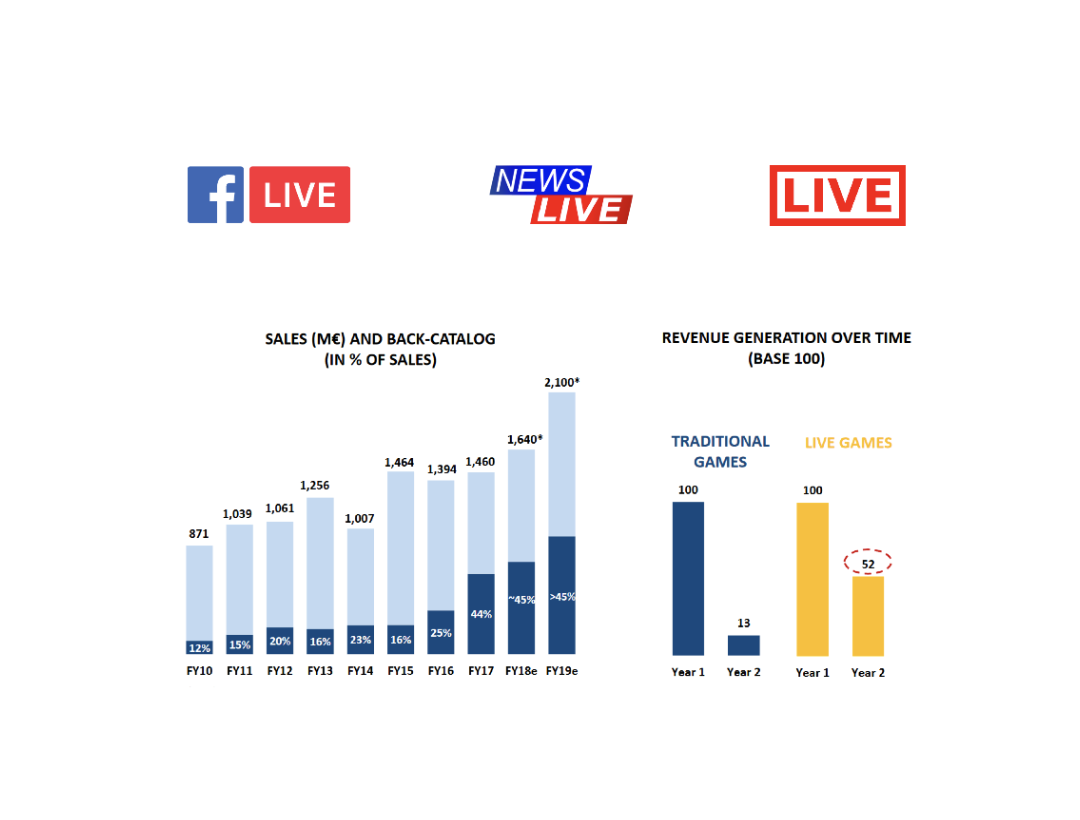 f LIVE
NEWS
LIVE
LIVE
SALES (M€) AND BACK-CATALOG
(IN % OF SALES)
2,100*
1,640*
1,464
1,394
1,460
1,256
1,039
1,061
1,007
871
12%
15%
20%
16%
23%
16%
25%
44%
~45%
>45%
FY10 FY11 FY12 FY13 FY14 FY15 FY16 FY17 FY18e FY19e
REVENUE GENERATION OVER TIME
(BASE 100)
TRADITIONAL
GAMES
100
13
Year 1 Year 2
LIVE GAMES
100
52
Year 1 Year 2